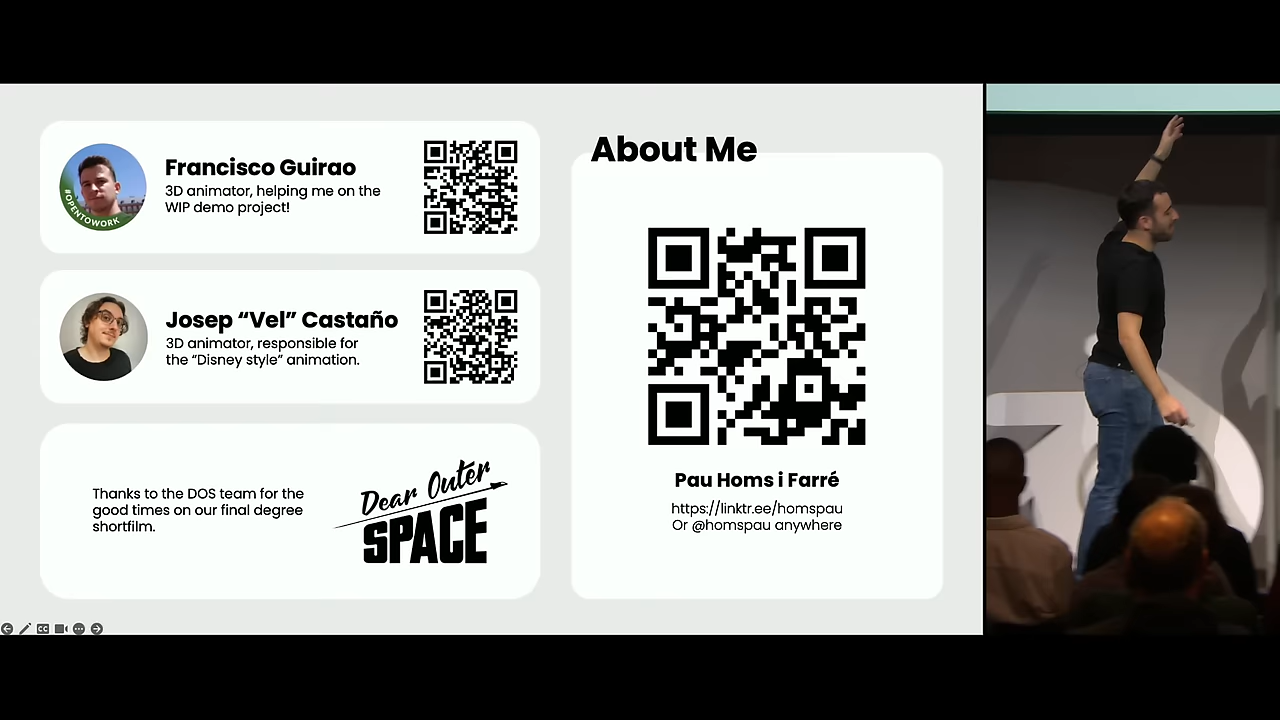 Francisco Guirao
3D animator, helping me on the
WIP demo project!
#OPENTOWORK
Josep “Vel” Castaño
3D animator, responsible for
the “Disney style” animation.
Thanks to the DOS team for the
good times on our final degree
shortfilm.
Dear Outer
SPACE
About Me
Pau Homs i Farré
https://linktr.ee/homspau
Or @homspau anywhere
CC